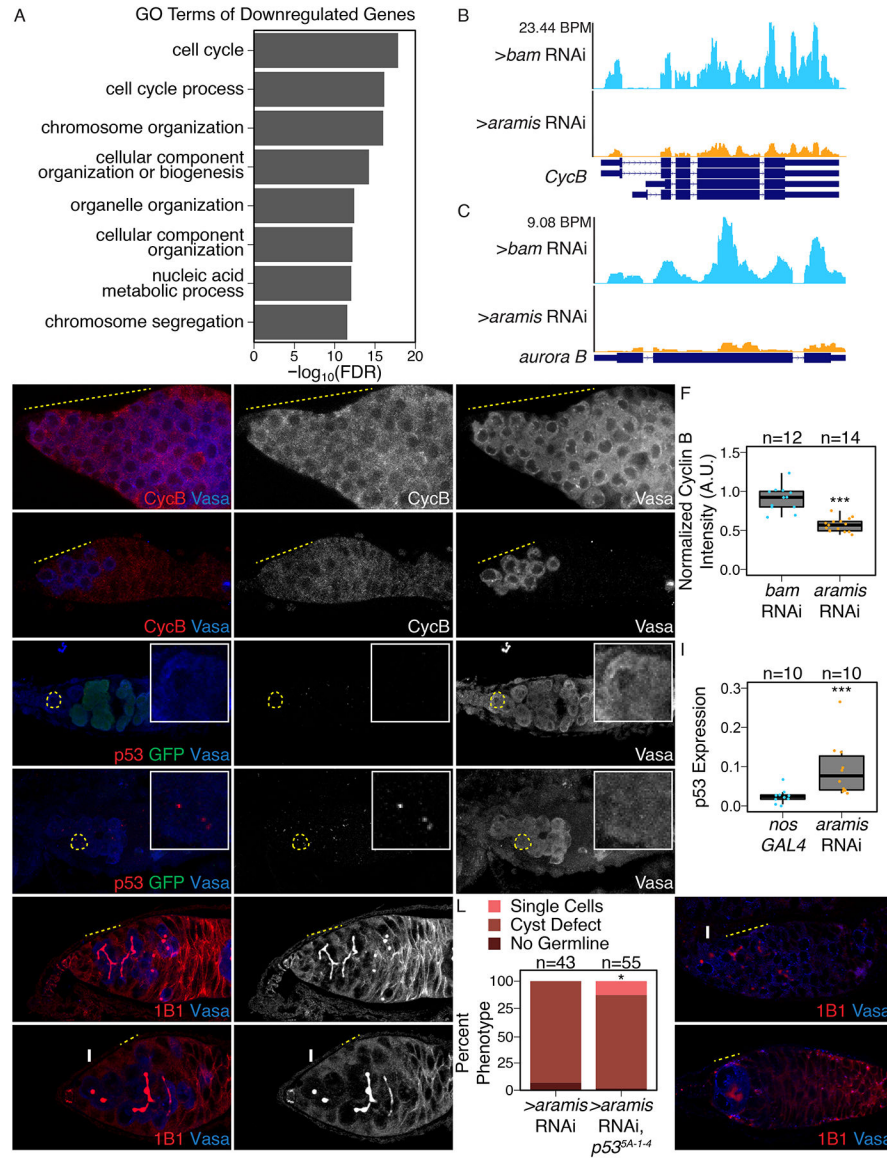 A
GO Terms of Downregulated Genes
cell cycle
cell cycle process
chromosome organization
cellular component
organization or biogenesis
organelle organization
cellular component
organization
nucleic acid
metabolic process
chromosome segregation
0 5 10 15 20
−log10(FDR)
B
23.44 BPM
>bam RNAi
>aramis RNAi
CycB
C
9.08 BPM
>bam RNAi
>aramis RNAi
aurora B
CycB Vasa
CycB
Vasa
CycB Vasa
CycB
Vasa
F
n=12 n=14
Normalized Cyclin B
Intensity (A.U.)
1.5
1.0
0.5
0.0
***
bam
RNAi
aramis
RNAi
p53 GFP Vasa
Vasa
p53 GFP Vasa
Vasa
I
n=10 n=10
p53 Expression
0.3
0.2
0.1
0.0
***
nos
GAL4
aramis
RNAi
1B1 Vasa
1B1 Vasa
L
Single Cells
Cyst Defect
No Germline
n=43 n=55
*
Percent
Phenotype
100
25
50
25
0
>aramis
RNAi
>aramis
RNAi,
p535A-1-4
1B1 Vasa
1B1 Vasa